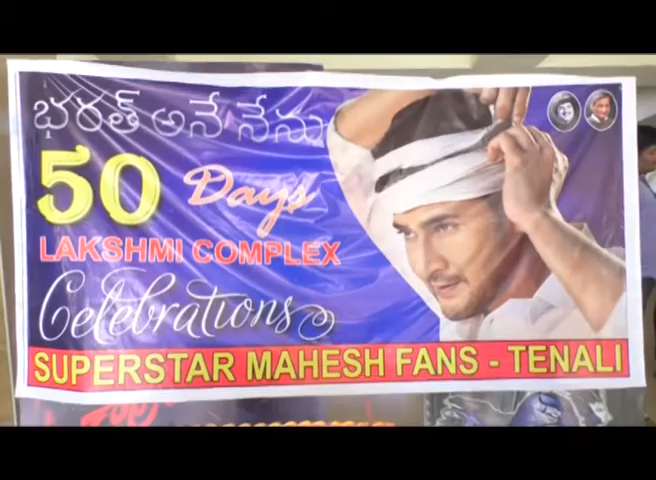 భరత్ అనే నేను
50 Days
LAKSHMI COMPLEX
Celebrations
SUPERSTAR MAHESH FANS - TENALI